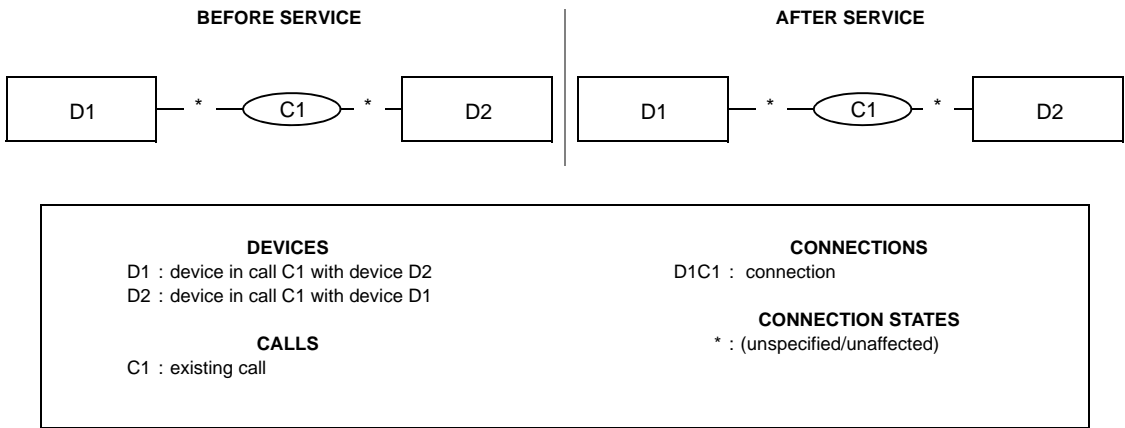 BEFORE SERVICE
AFTER SERVICE
D1 * C1 * D2
D1 * C1 * D2
DEVICES
D1 : device in call C1 with device D2
D2 : device in call C1 with device D1
CALLS
C1 : existing call
CONNECTIONS
D1C1 : connection
CONNECTION STATES
* : (unspecified/unaffected)